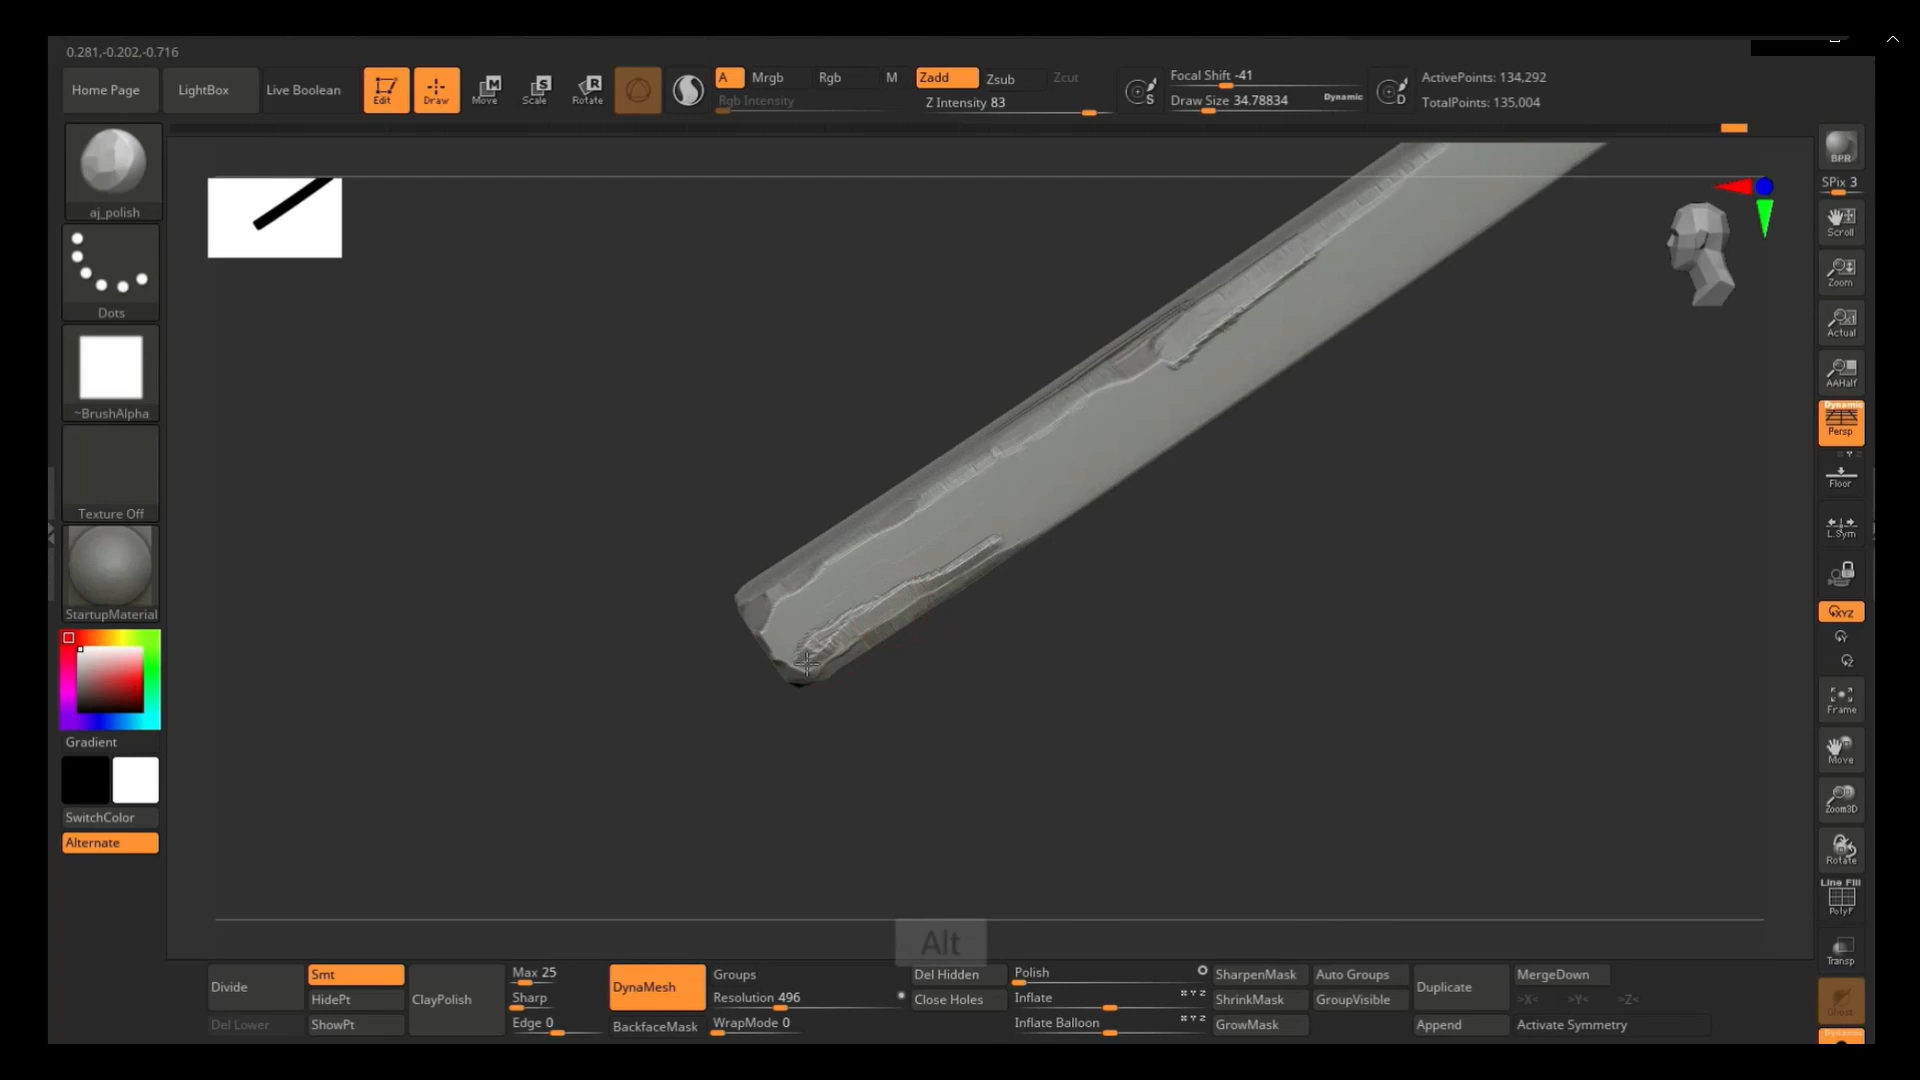 0.281,-0.202,-0.716
Home Page
LightBox
Live Boolean
Edit
Draw
Move
Scale
Rotate
A
Mrgb
Rgb
M
Rgb Intensity
Zadd
Zsub
Zcut
Z Intensity 83
S
Focal Shift -41
Draw Size 34.78834
Dynamic
D
ActivePoints: 134,292
TotalPoints: 135,004
aj_polish
Dots
~BrushAlpha
Texture Off
StartupMaterial
Gradient
SwitchColor
Alternate
BPR
SPix 3
Scroll
Zoom
Actual
AAHalf
Dynamic
Persp
Floor
L.Sym
XYZ
Y
Z
Frame
Move
Zoom3D
Rotate
Line Fill
PolyF
Transp
Ghost
Dynamic
Alt
Divide
Del Lower
Smt
HidePt
ShowPt
ClayPolish
Max 25
Sharp
Edge 0
DynaMesh
BackfaceMask
Groups
Resolution 496
WrapMode 0
Del Hidden
Close Holes
Polish
Inflate
X Y Z
Inflate Balloon
X Y Z
SharpenMask
ShrinkMask
GrowMask
Auto Groups
GroupVisible
Duplicate
Append
MergeDown
>X<
>Y<
>Z<
Activate Symmetry